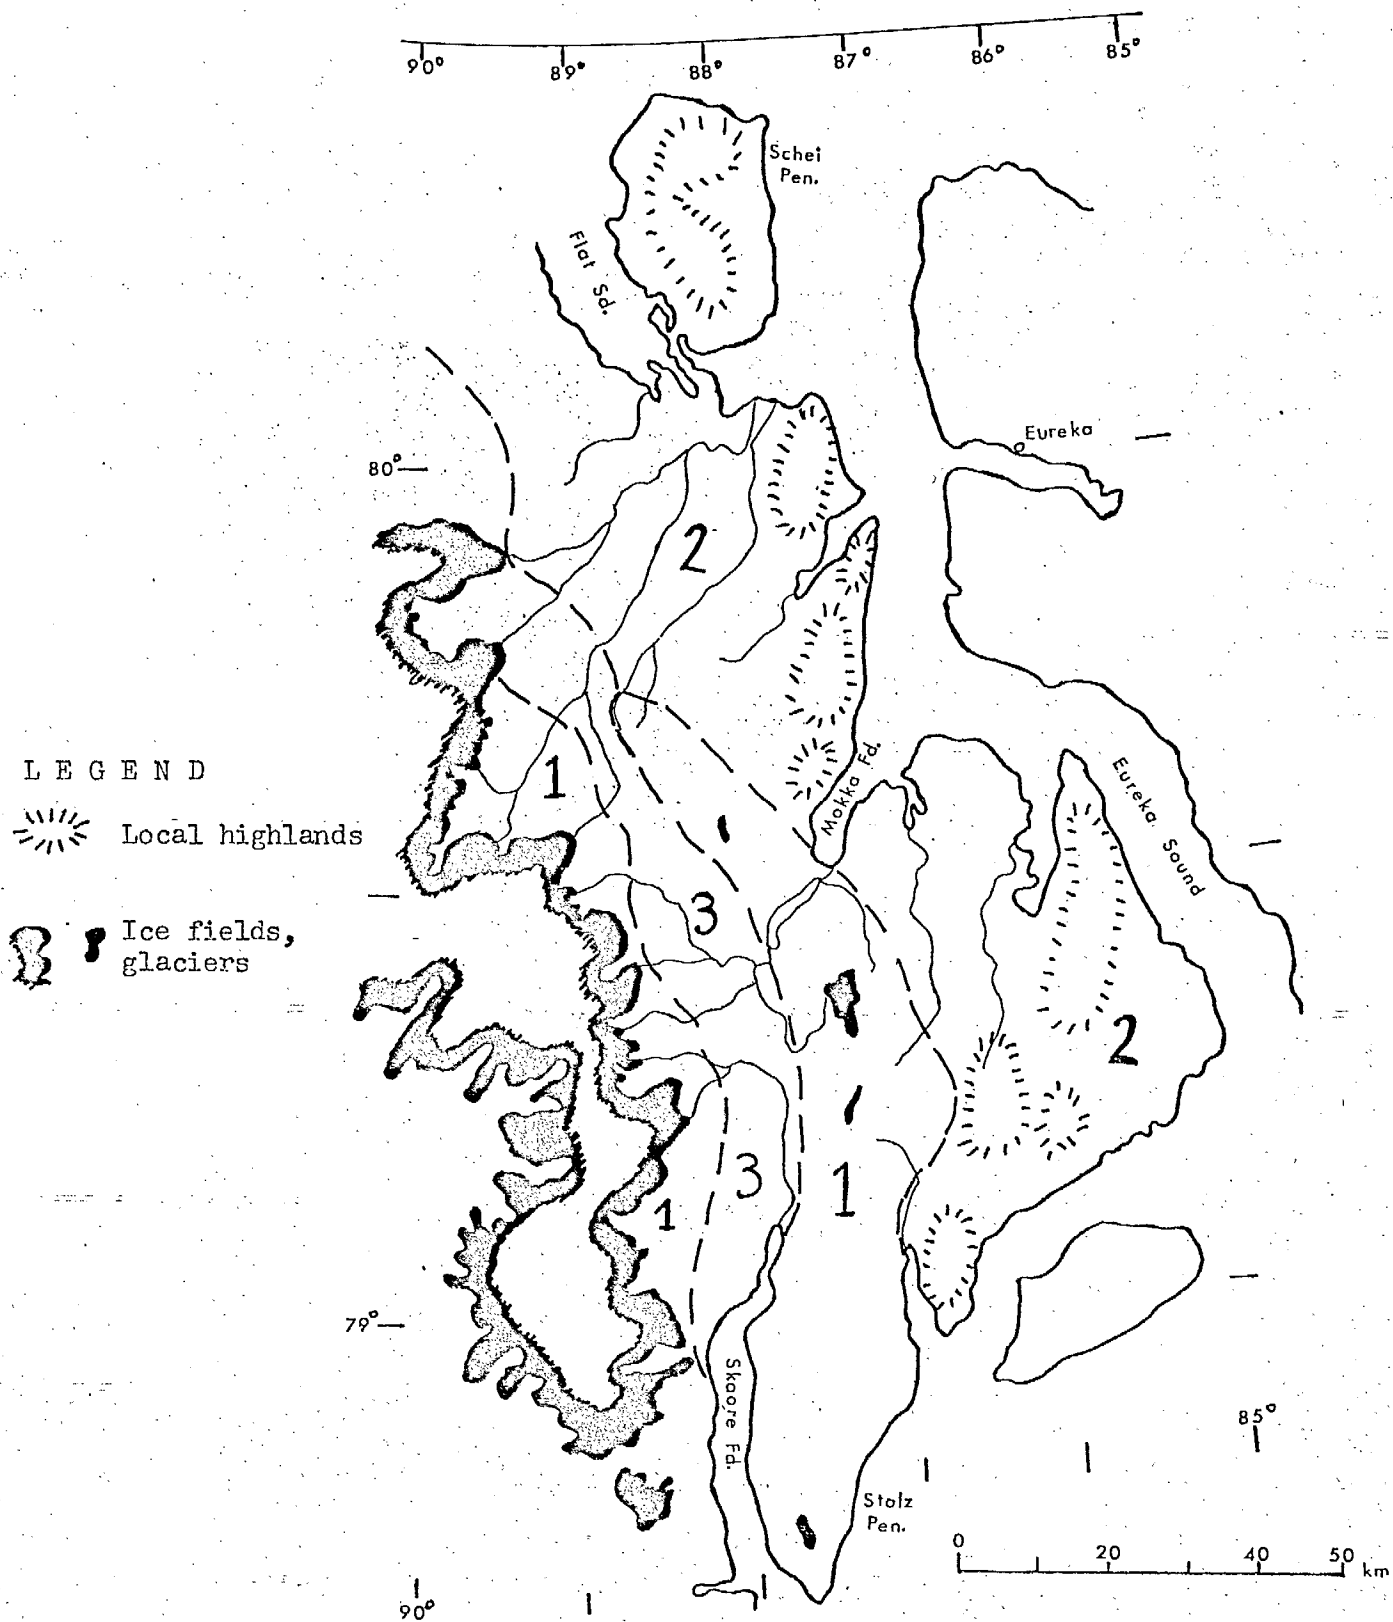 90° 89° 88° 87° 86° 85°
Schei
Pen.
Flat Sd.
Eureka
80°
2
LEGEND
Local highlands
Ice fields,
glaciers
1
Mokka Fd.
Eureka Sound
3
2
3
1
1
79°
Skaare Fd.
85°
Stolz
Pen.
0 20 40 50 km
90°